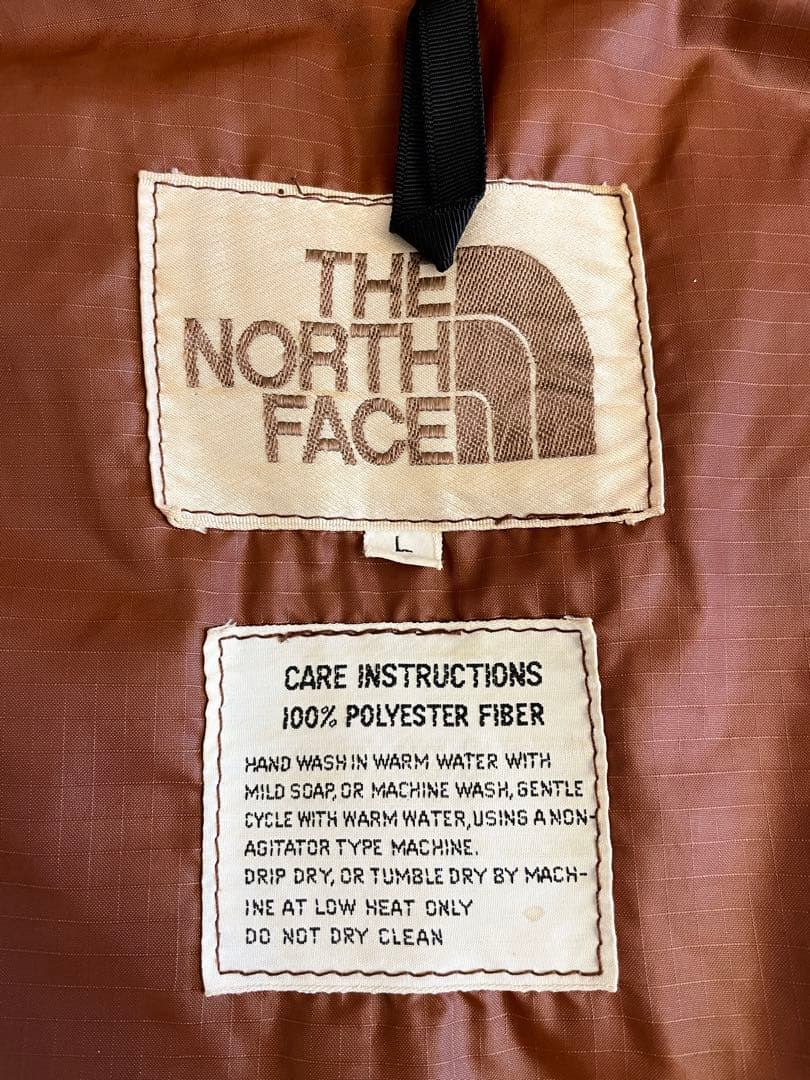 THE
NORTH
FACE
L
CARE INSTRUCTIONS
100% POLYESTER FIBER
HAND WASH IN WARM WATER WITH
MILD SOAP, OR MACHINE WASH, GENTLE
CYCLE WITH WARM WATER, USING A NON-
AGITATOR TYPE MACHINE.
DRIP DRY, OR TUMBLE DRY BY MACH-
INE AT LOW HEAT ONLY
DO NOT DRY CLEAN